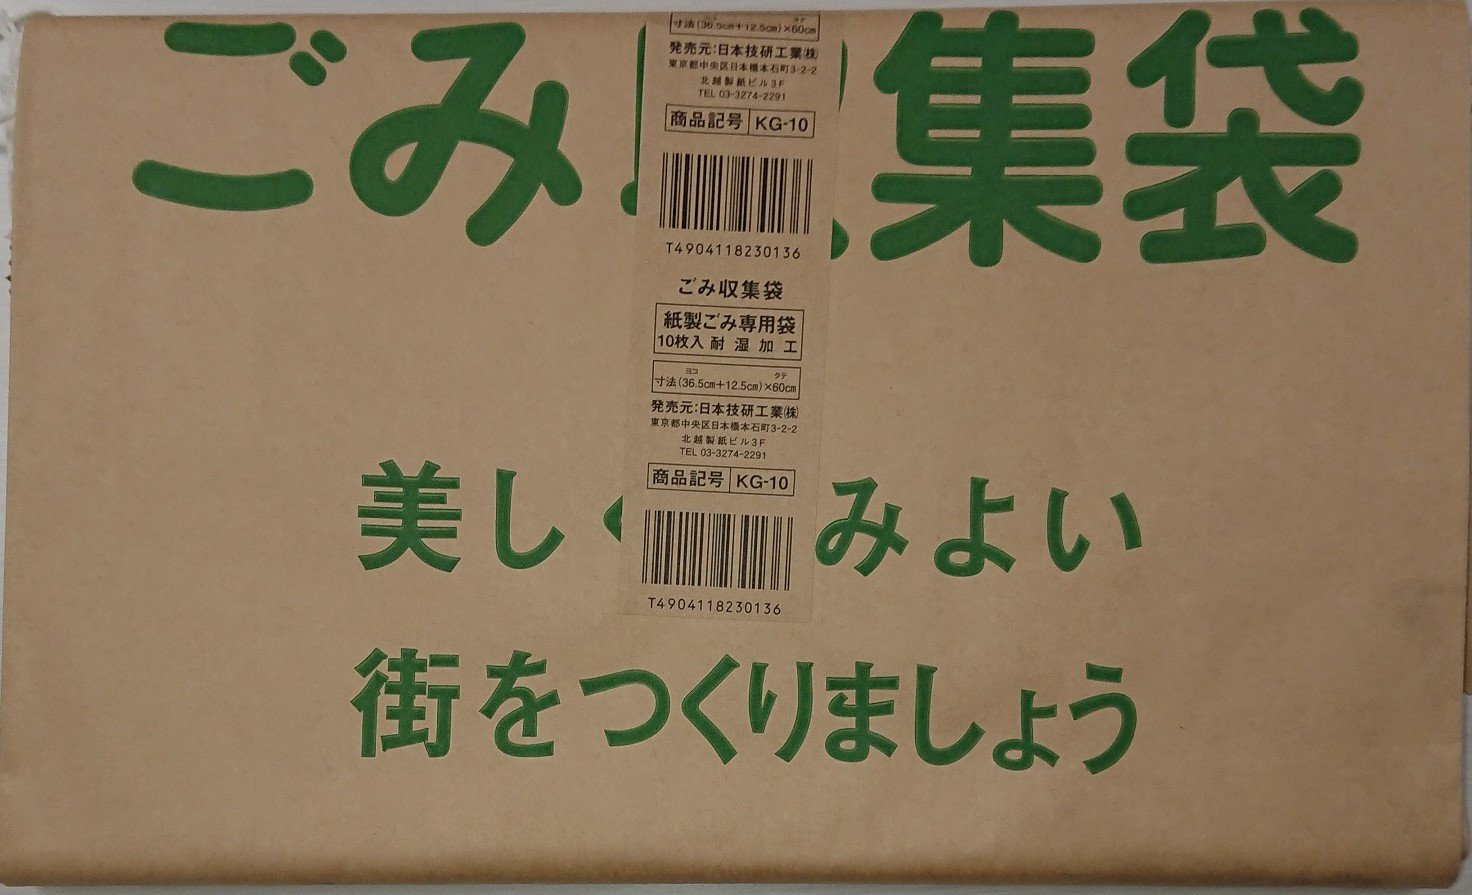 ごみ 集袋
寸法(36.5cm+12.5cm)×60cm
発売元:日本技研工業㈱
東京都中央区日本橋本石町3-2-2
北越製紙ビル3F
TEL 03-3274-2291
商品記号 KG-10
T4904118230136
ごみ収集袋
紙製ごみ専用袋
10枚入 耐湿加工
ヨコ タテ
寸法(36.5cm+12.5cm)×60cm
発売元:日本技研工業㈱
東京都中央区日本橋本石町3-2-2
北越製紙ビル3F
TEL 03-3274-2291
商品記号 KG-10
T4904118230136
美しく みよい
街をつくりましょう